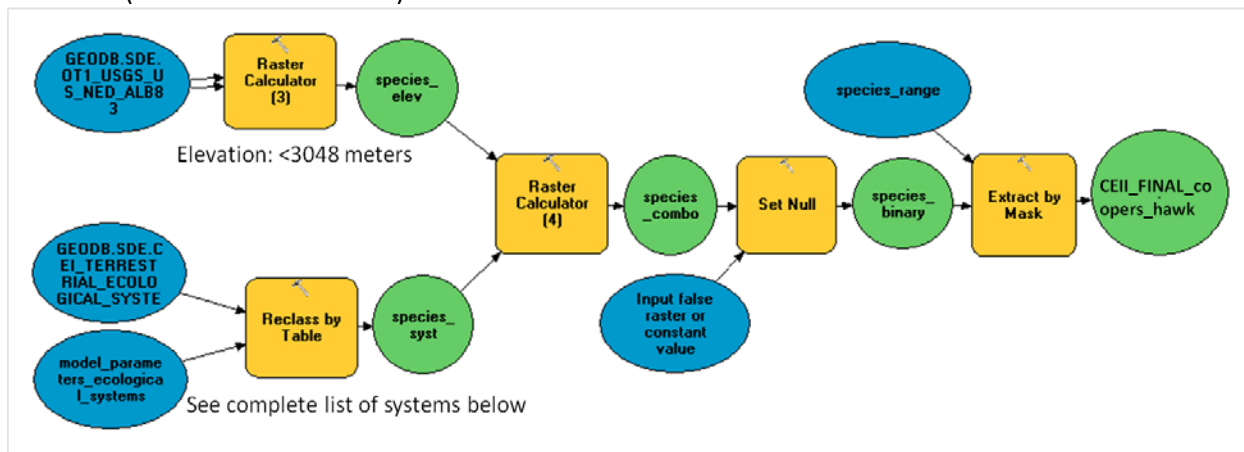 GEODB.SDE.
OT1_USGS_U
S_NED_ALB8
3
Raster
Calculator
(3)
species_
elev
Elevation: <3048 meters
species_range
Raster
Calculator
(4)
species
_combo
Set Null
species_
binary
Extract by
Mask
CEII_FINAL_co
opers_hawk
GEODB.SDE.C
EI_TERREST
RIAL_ECOLO
GICAL_SYSTE
model_parame
ters_ecologica
l_systems
Reclass by
Table
species_
syst
Input false
raster or
constant
value
See complete list of systems below